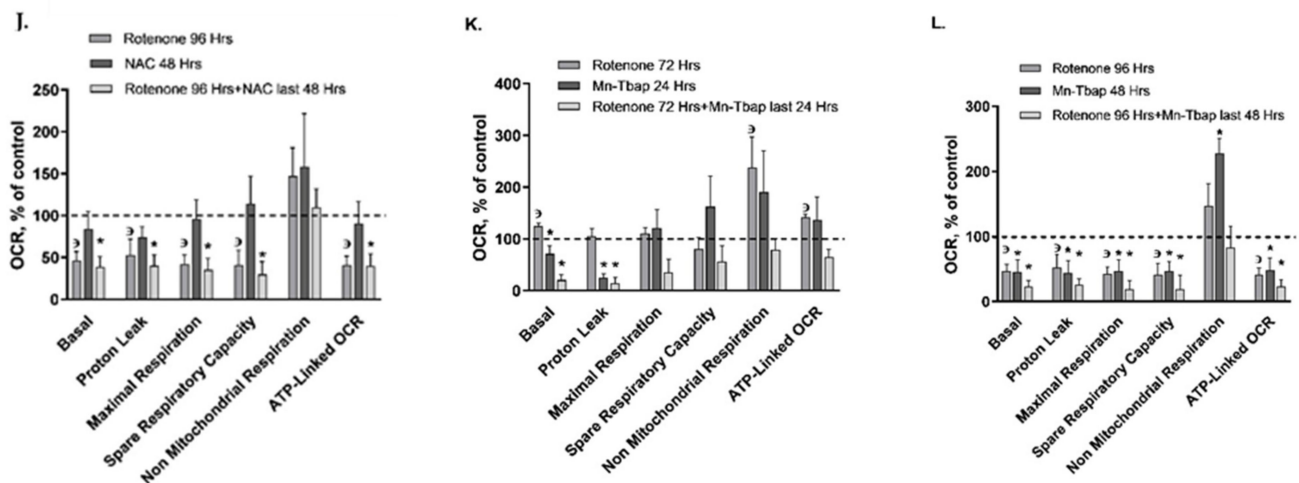 J.
Rotenone 96 Hrs
NAC 48 Hrs
Rotenone 96 Hrs+NAC last 48 Hrs
OCR, % of control
250
200
150
100
50
0
϶ * ϶ * ϶ * ϶ * ϶ *
Basal
Proton Leak
Maximal Respiration
Spare Respiratory Capacity
Non Mitochondrial Respiration
ATP-Linked OCR
K.
Rotenone 72 Hrs
Mn-Tbap 24 Hrs
Rotenone 72 Hrs+Mn-Tbap last 24 Hrs
OCR, % of control
400
300
200
100
0
϶ * * * * ϶ ϶
Basal
Proton Leak
Maximal Respiration
Spare Respiratory Capacity
Non Mitochondrial Respiration
ATP-Linked OCR
L.
Rotenone 96 Hrs
Mn-Tbap 48 Hrs
Rotenone 96 Hrs+Mn-Tbap last 48 Hrs
OCR, % of control
300
200
100
0
϶ * * ϶ * * ϶ * * ϶ * * * ϶ * *
Basal
Proton Leak
Maximal Respiration
Spare Respiratory Capacity
Non Mitochondrial Respiration
ATP-Linked OCR